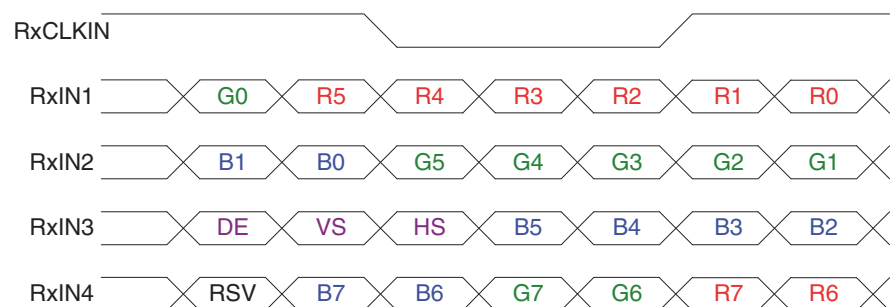 RxCLKIN
RxIN1 G0 R5 R4 R3 R2 R1 R0
RxIN2 B1 B0 G5 G4 G3 G2 G1
RxIN3 DE VS HS B5 B4 B3 B2
RxIN4 RSV B7 B6 G7 G6 R7 R6